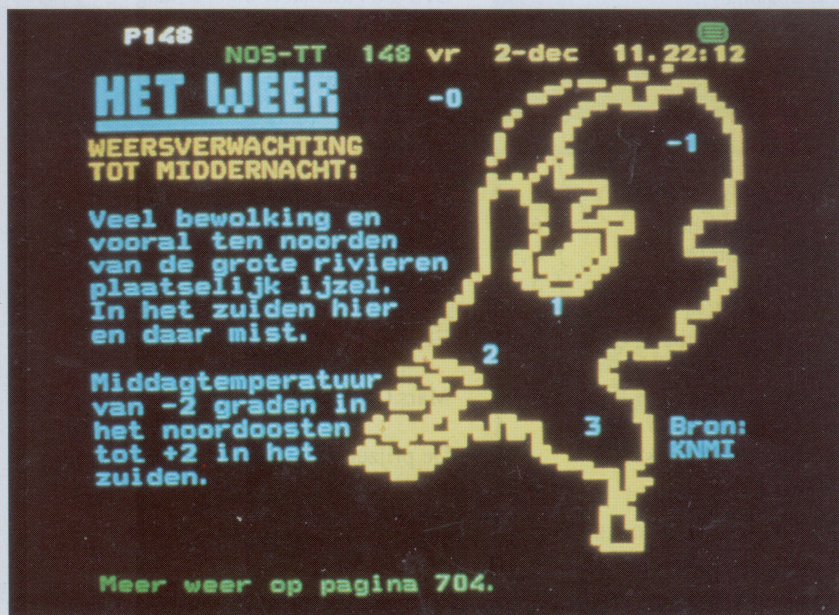 P148
NOS-TT 148 vr 2-dec 11.22:12
HET WEER
-0
-1
WEERSVERWACHTING
TOT MIDDERNACHT:
Veel bewolking en
vooral ten noorden
van de grote rivieren
plaatselijk ijzel.
In het zuiden hier
en daar mist.
1
2
Middagtemperatuur
van -2 graden in
het noordoosten
tot +2 in het
zuiden.
3
Bron:
KNMI
Meer weer op pagina 704.